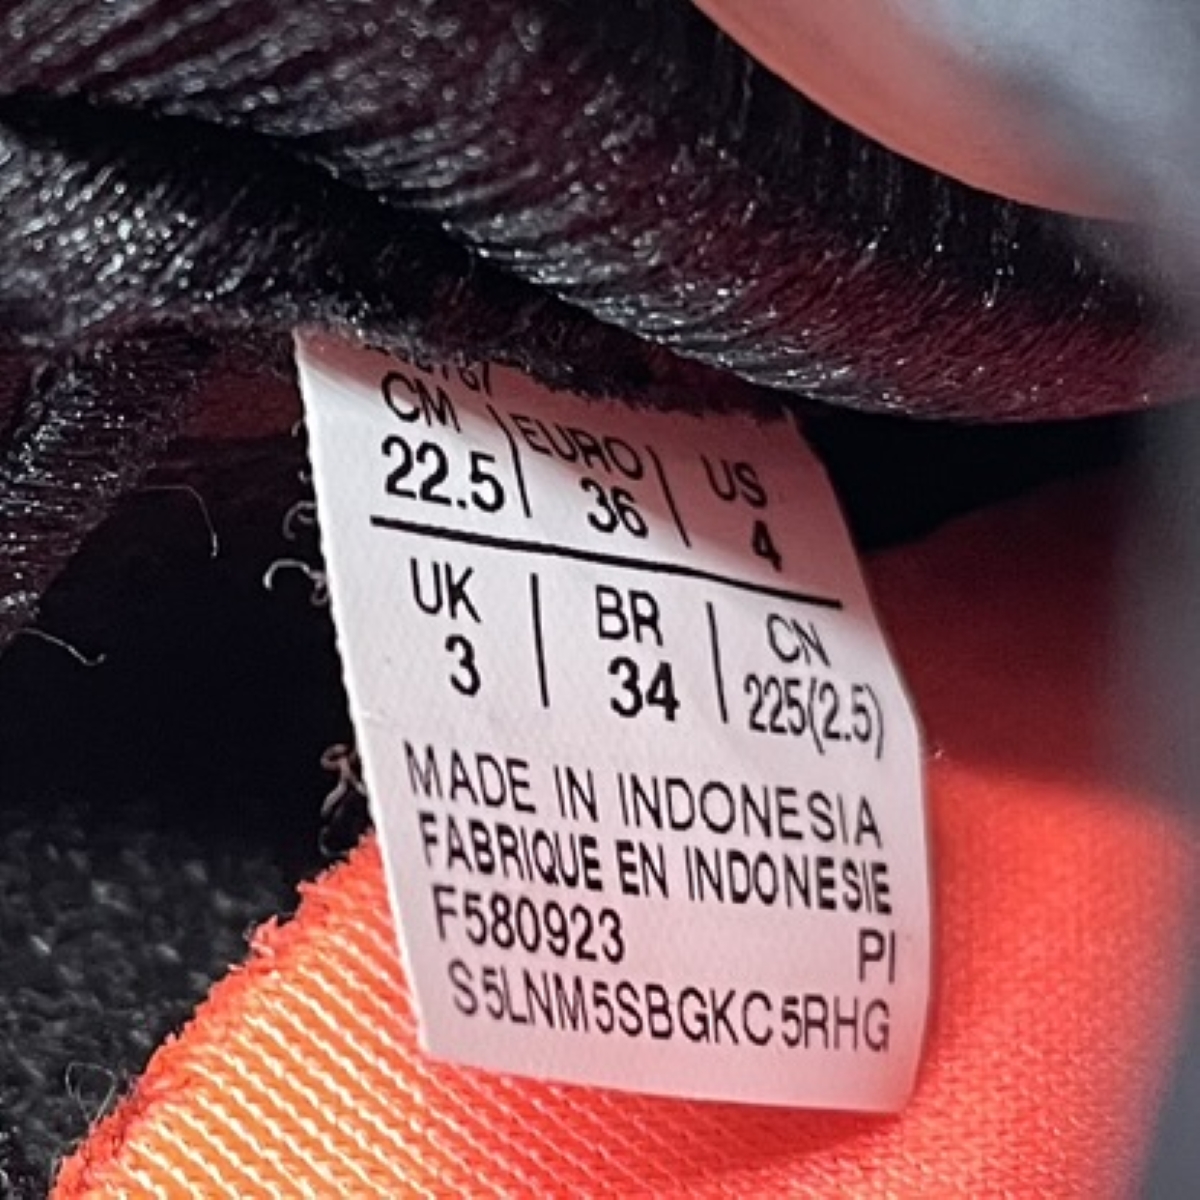 CM | EURO | US
22.5 | 36 | 4
UK | BR | CN
3 | 34 | 225(2.5)
MADE IN INDONESIA
FABRIQUE EN INDONESIE
F580923 PI
S5LNM5SBGKC5RHG